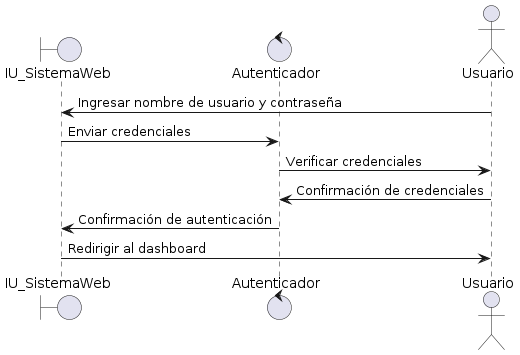 IU_SistemaWeb
Autenticador
Usuario
Ingresar nombre de usuario y contraseña
Enviar credenciales
Verificar credenciales
Confirmación de credenciales
Confirmación de autenticación
Redirigir al dashboard
IU_SistemaWeb
Autenticador
Usuario